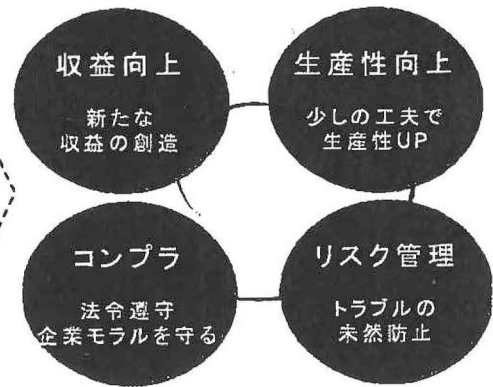 収益向上
新たな
収益の創造
生産性向上
少しの工夫で
生産性UP
コンプラ
法令遵守
企業モラルを守る
リスク管理
トラブルの
未然防止